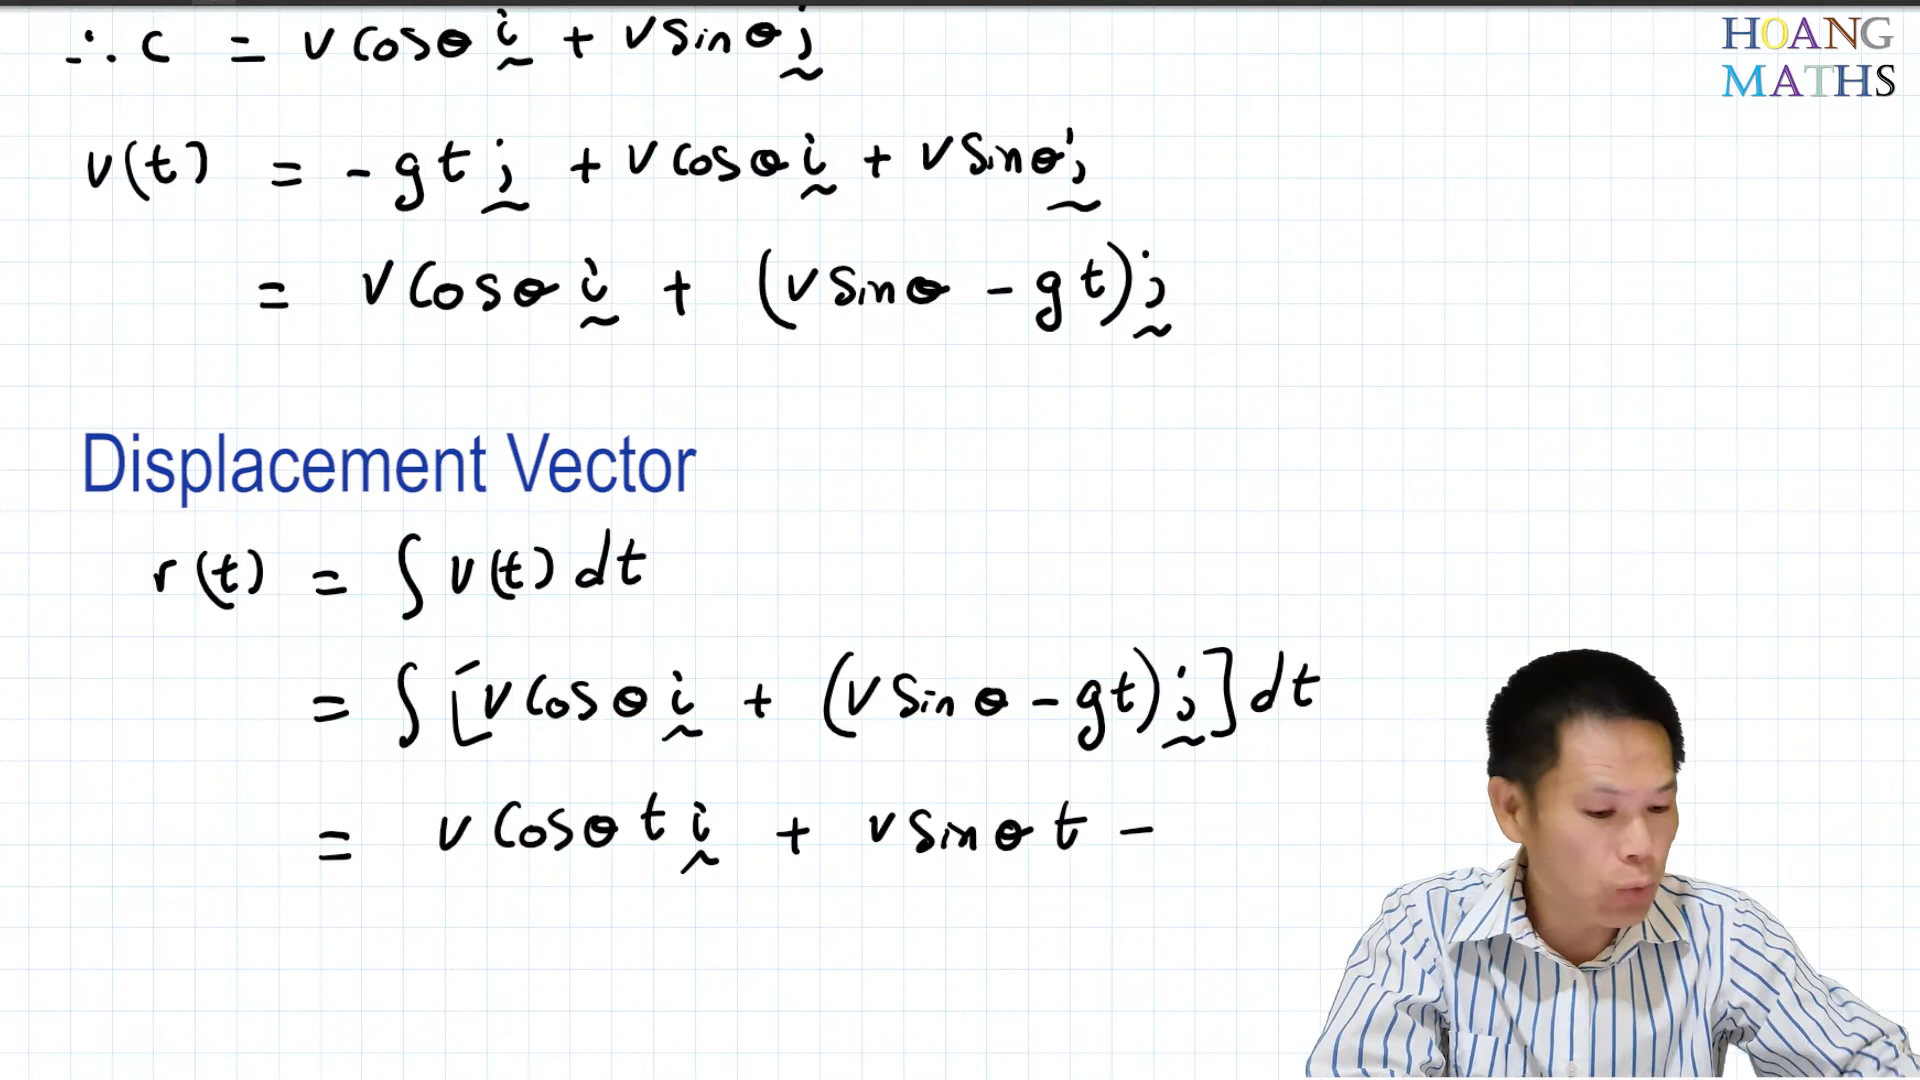 ∴ c = v cosθ ḭ + v sinθ j̰
HOANG
MATHS
v(t) = -gt j̰ + v cosθ ḭ + v sinθ j̰
= v cosθ ḭ + (v sinθ - gt) j̰
Displacement Vector
r(t) = ∫ v(t) dt
= ∫ [v cosθ ḭ + (v sinθ - gt) j̰] dt
= v cosθ t ḭ + v sinθ t -